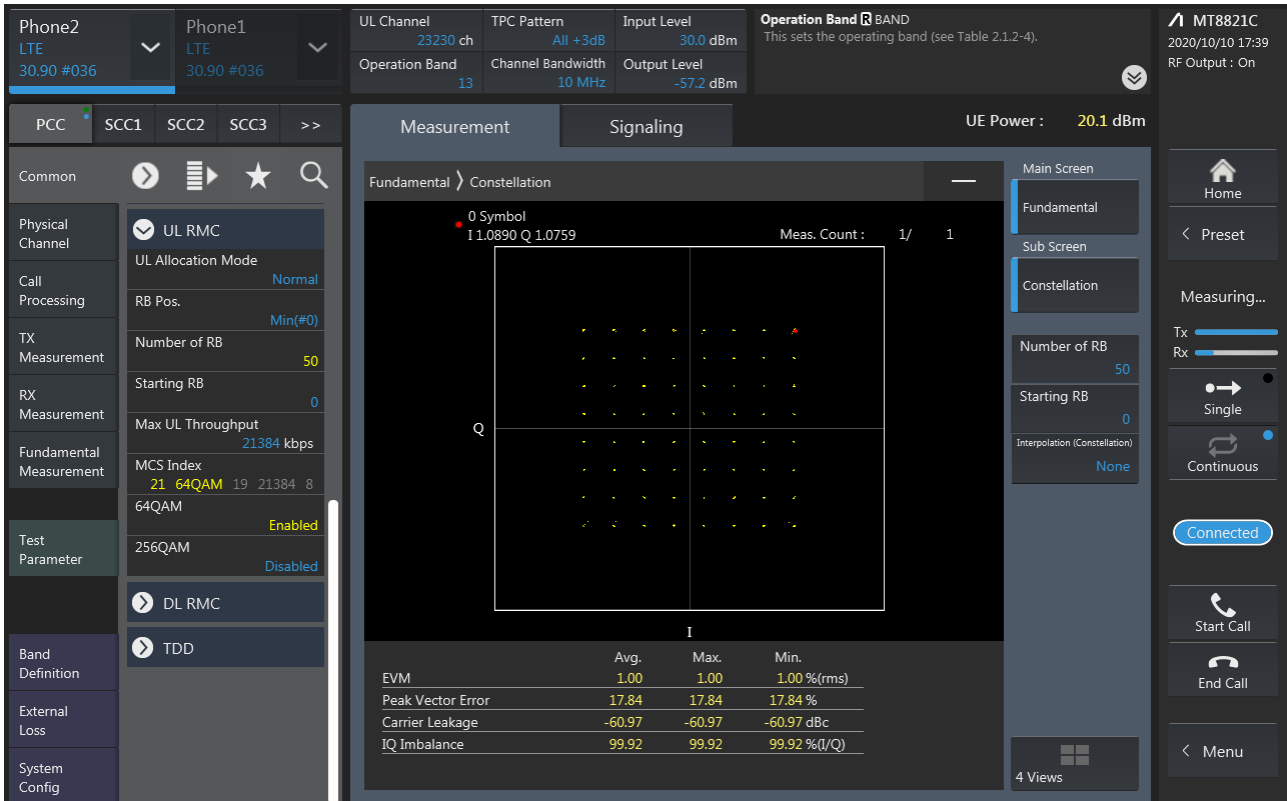 Phone2
LTE
30.90 #036
Phone1
LTE
30.90 #036
UL Channel
23230 ch
TPC Pattern
All +3dB
Input Level
30.0 dBm
Operation Band
13
Channel Bandwidth
10 MHz
Output Level
-57.2 dBm
Operation Band R BAND
This sets the operating band (see Table 2.1.2-4).
MT8821C
2020/10/10 17:39
RF Output : On
PCC SCC1 SCC2 SCC3 >>
Measurement
Signaling
UE Power : 20.1 dBm
Common
Physical
Channel
Call
Processing
TX
Measurement
RX
Measurement
Fundamental
Measurement
Test
Parameter
Band
Definition
External
Loss
System
Config
UL RMC
UL Allocation Mode
Normal
RB Pos.
Min(#0)
Number of RB
50
Starting RB
0
Max UL Throughput
21384 kbps
MCS Index
21 64QAM 19 21384 8
64QAM
Enabled
256QAM
Disabled
DL RMC
TDD
Fundamental 〉 Constellation
0 Symbol
I 1.0890 Q 1.0759
Meas. Count : 1/ 1
Q
I
Avg. Max. Min.
EVM 1.00 1.00 1.00 %(rms)
Peak Vector Error 17.84 17.84 17.84 %
Carrier Leakage -60.97 -60.97 -60.97 dBc
IQ Imbalance 99.92 99.92 99.92 %(I/Q)
Main Screen
Fundamental
Sub Screen
Constellation
Number of RB
50
Starting RB
0
Interpolation (Constellation)
None
4 Views
Home
< Preset
Measuring...
Tx
Rx
Single
Continuous
Connected
Start Call
End Call
< Menu